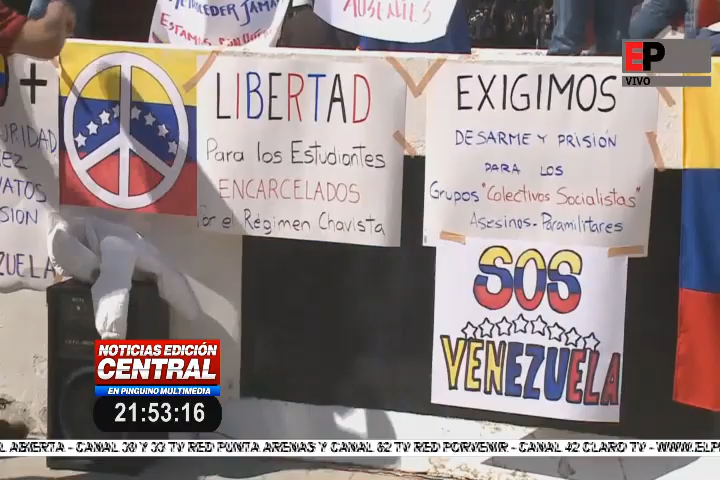 AUSENTES
EP
VIVO
LIBERTAD
Para los Estudiantes
ENCARCELADOS
Por el Régimen Chavista
EXIGIMOS
DESARME Y PRISIÓN
PARA LOS
Grupos "Colectivos Socialistas"
Asesinos - Paramilitares
SOS
VENEZUELA
NOTICIAS EDICIÓN
CENTRAL
EN PINGUINO MULTIMEDIA
21:53:16
ABIERTA - CANAL 30 Y 33 TV RED PUNTA ARENAS Y CANAL 62 TV RED PORVENIR - CANAL 42 CLARO TV - WWW.ELP